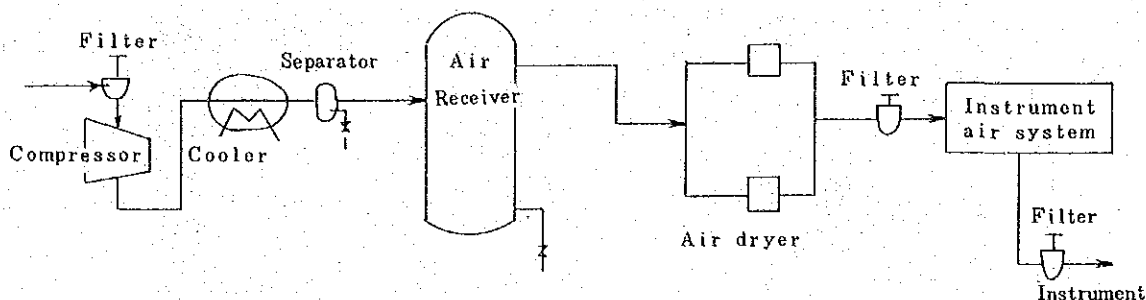 Filter
Compressor
Cooler
Separator
Air
Receiver
Air dryer
Filter
Instrument
air system
Filter
Instrument